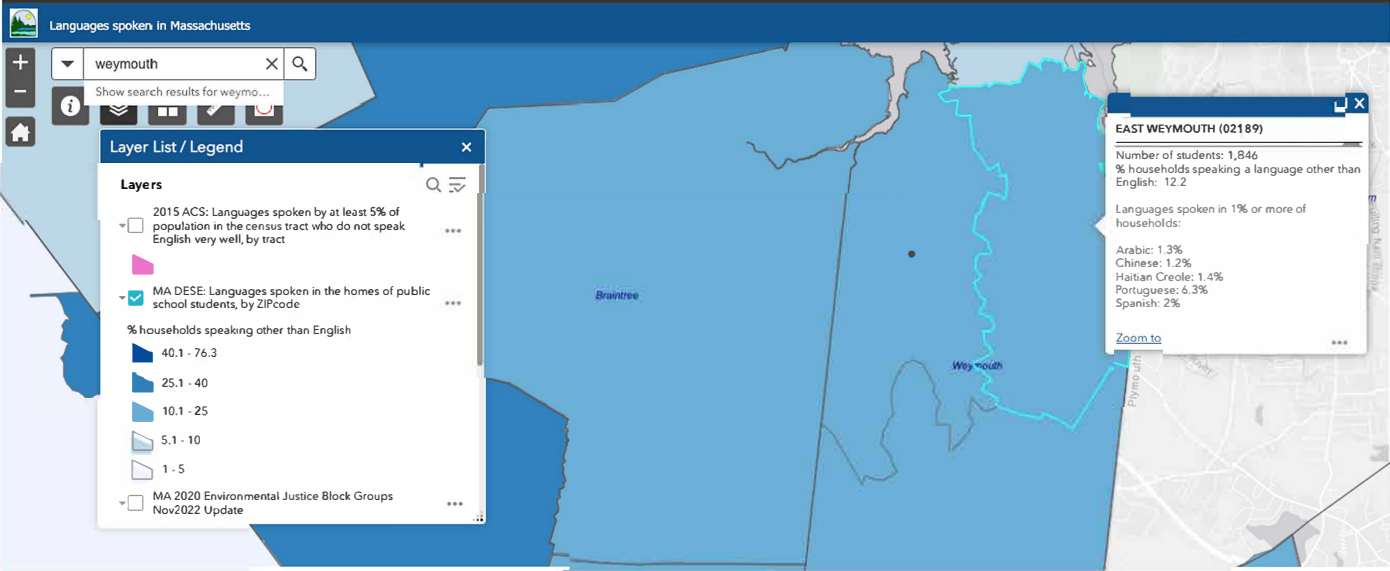 Languages spoken in Massachusetts
+
weymouth
Show search results for weymo...
−
Layer List / Legend
Layers
2015 ACS: Languages spoken by at least 5% of
population in the census tract who do not speak
English very well, by tract
MA DESE: Languages spoken in the homes of public
school students, by ZIPcode
% households speaking other than English
40.1 - 76.3
25.1 - 40
10.1 - 25
5.1 - 10
1 - 5
MA 2020 Environmental Justice Block Groups
Nov2022 Update
Braintree
Weymouth
EAST WEYMOUTH (02189)
Number of students: 1,846
% households speaking a language other than
English: 12.2
Languages spoken in 1% or more of
households:
Arabic: 1.3%
Chinese: 1.2%
Haitian Creole: 1.4%
Portuguese: 6.3%
Spanish: 2%
Zoom to
Plymouth